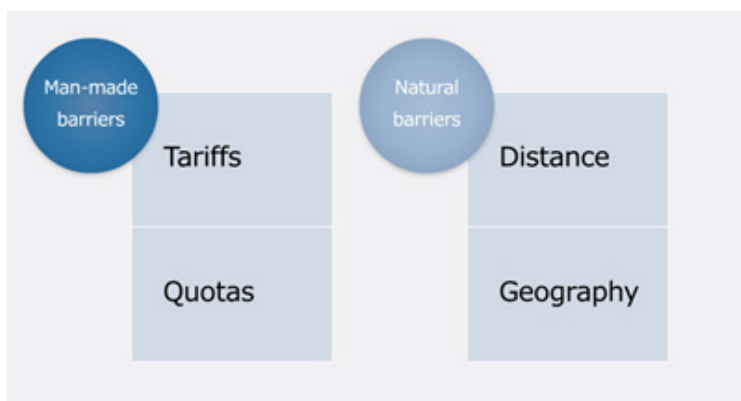 Man-made
barriers
Tariffs
Quotas
Natural
barriers
Distance
Geography